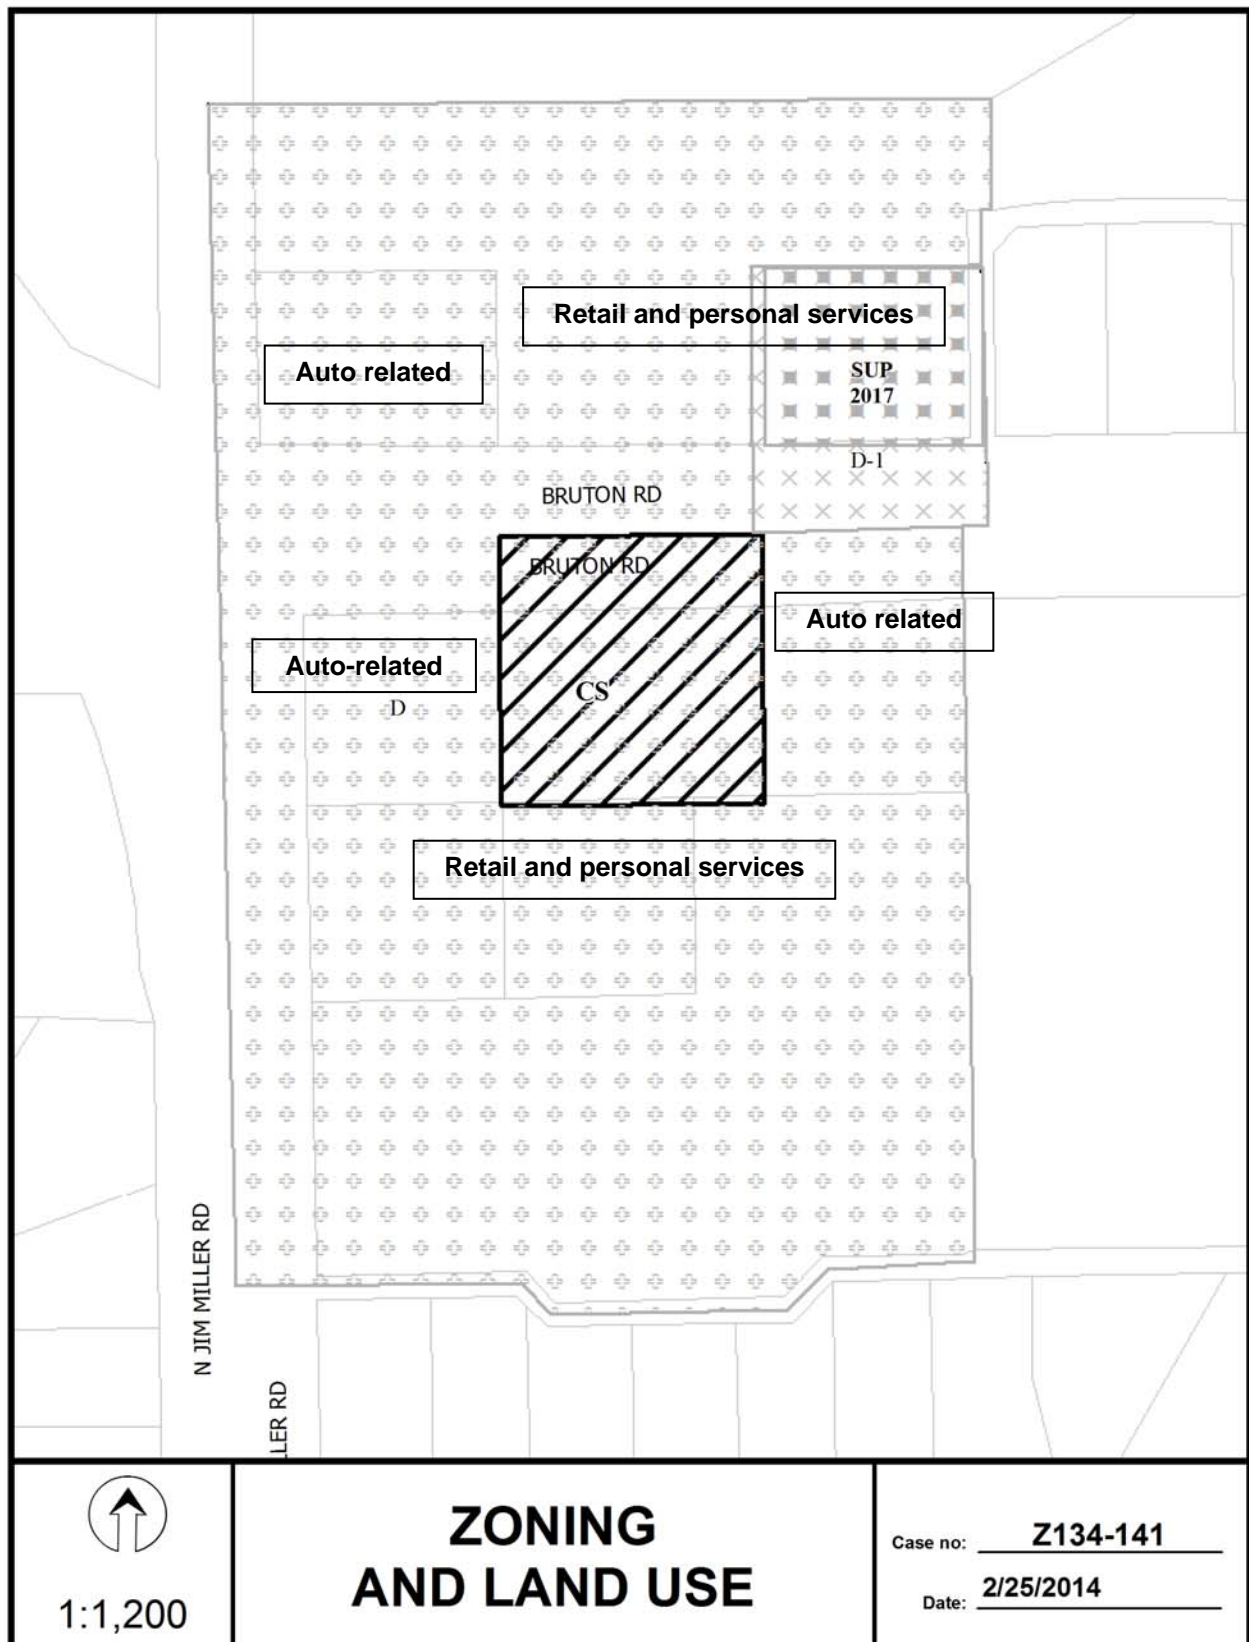 Retail and personal services
Auto related
SUP
2017
D-1
BRUTON RD
BRUTON RD
Auto related
Auto-related
CS
D
Retail and personal services
N JIM MILLER RD
LLER RD
1:1,200
ZONING
AND LAND USE
Case no: Z134-141
Date: 2/25/2014